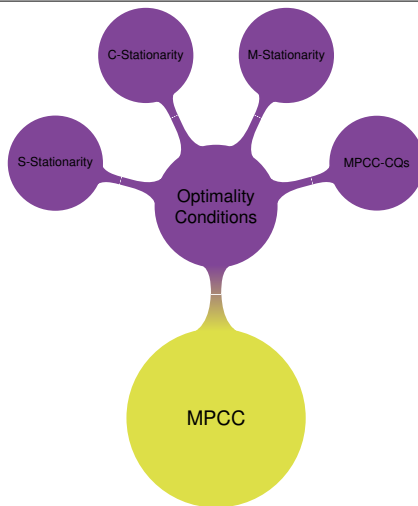 C-Stationarity
M-Stationarity
S-Stationarity
MPCC-CQs
Optimality
Conditions
MPCC